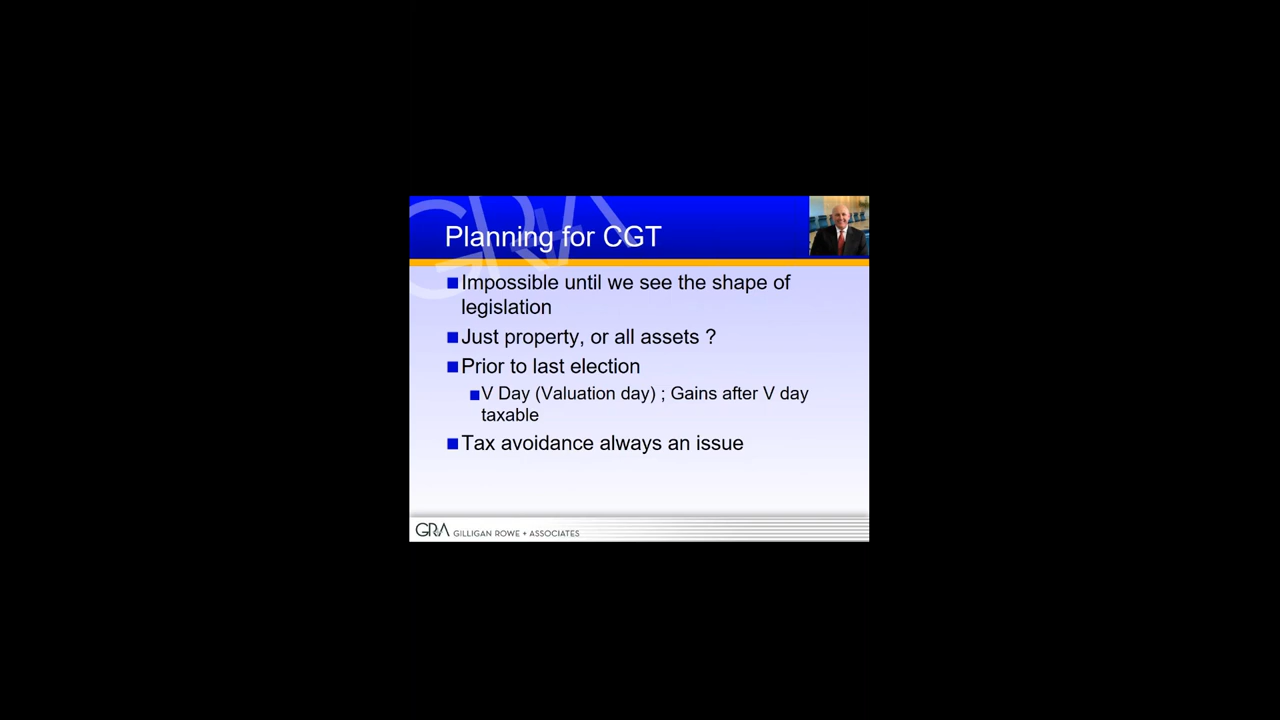 Planning for CGT
Impossible until we see the shape of
legislation
Just property, or all assets ?
Prior to last election
V Day (Valuation day) ; Gains after V day
taxable
Tax avoidance always an issue
GRA GILLIGAN ROWE + ASSOCIATES